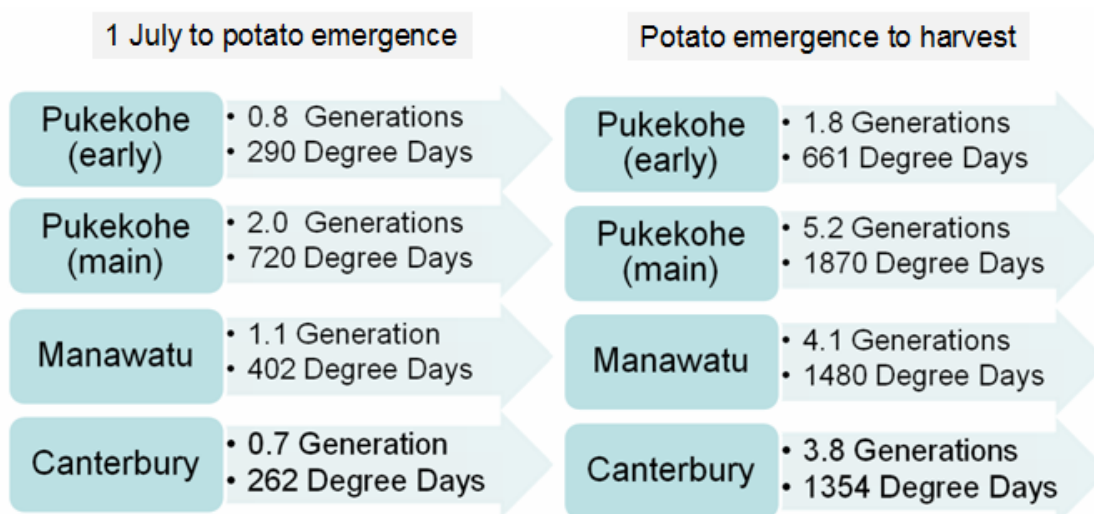 1 July to potato emergence
Pukekohe
(early)
• 0.8 Generations
• 290 Degree Days
Pukekohe
(main)
• 2.0 Generations
• 720 Degree Days
Manawatu
• 1.1 Generation
• 402 Degree Days
Canterbury
• 0.7 Generation
• 262 Degree Days
Potato emergence to harvest
Pukekohe
(early)
• 1.8 Generations
• 661 Degree Days
Pukekohe
(main)
• 5.2 Generations
• 1870 Degree Days
Manawatu
• 4.1 Generations
• 1480 Degree Days
Canterbury
• 3.8 Generations
• 1354 Degree Days